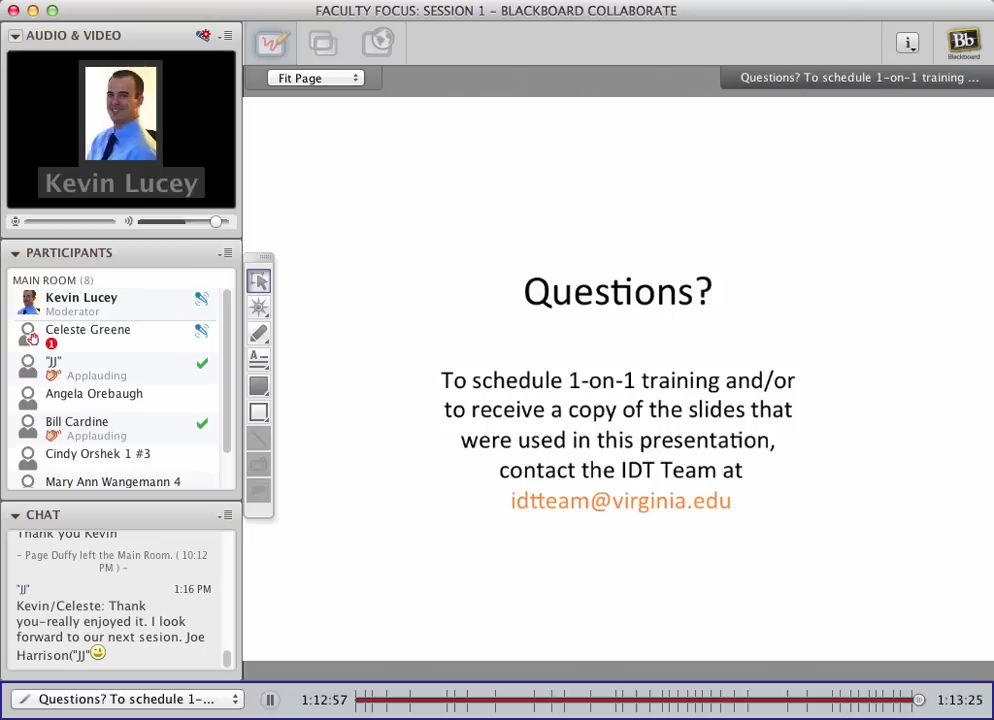 FACULTY FOCUS: SESSION 1 – BLACKBOARD COLLABORATE
AUDIO & VIDEO
Kevin Lucey
PARTICIPANTS
MAIN ROOM (8)
Kevin Lucey
Moderator
Celeste Greene
1
"JJ"
Applauding
Angela Orebaugh
Bill Cardine
Applauding
Cindy Orshek 1 #3
Mary Ann Wangemann 4
CHAT
Thank you Kevin
– Page Duffy left the Main Room. ( 10:12
PM ) –
"JJ" 1:16 PM
Kevin/Celeste: Thank
you-really enjoyed it. I look
forward to our next sesion. Joe
Harrison("JJ"
Fit Page
Questions? To schedule 1-on-1 training ...
i
Bb
Blackboard
A
Questions?
To schedule 1-on-1 training and/or
to receive a copy of the slides that
were used in this presentation,
contact the IDT Team at
idtteam@virginia.edu
Questions? To schedule 1-...
1:12:57
1:13:25